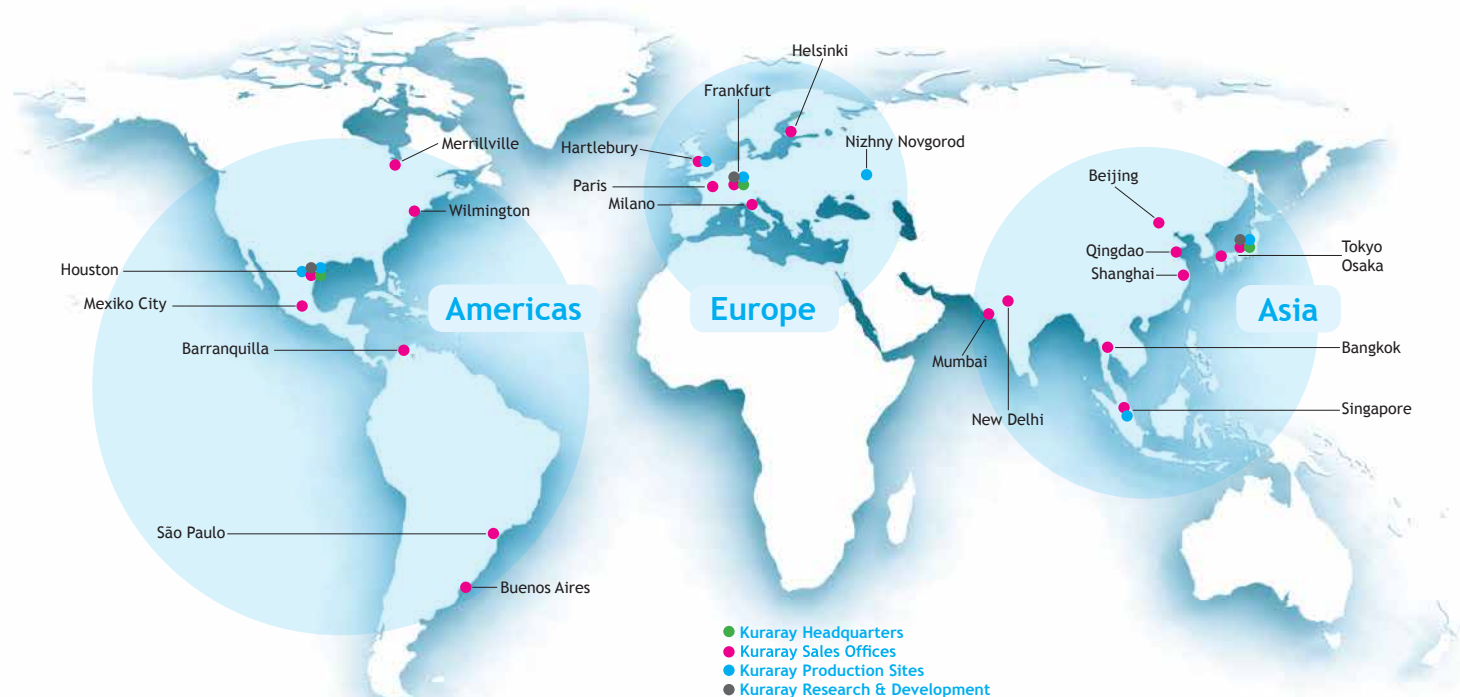 Helsinki
Frankfurt
Merrillville
Hartlebury
Nizhny Novgorod
Beijing
Paris
Milano
Wilmington
Qingdao
Tokyo
Osaka
Houston
Shanghai
Mexiko City
Americas
Europe
Asia
Barranquilla
Mumbai
Bangkok
New Delhi
Singapore
São Paulo
Buenos Aires
Kuraray Headquarters
Kuraray Sales Offices
Kuraray Production Sites
Kuraray Research & Development